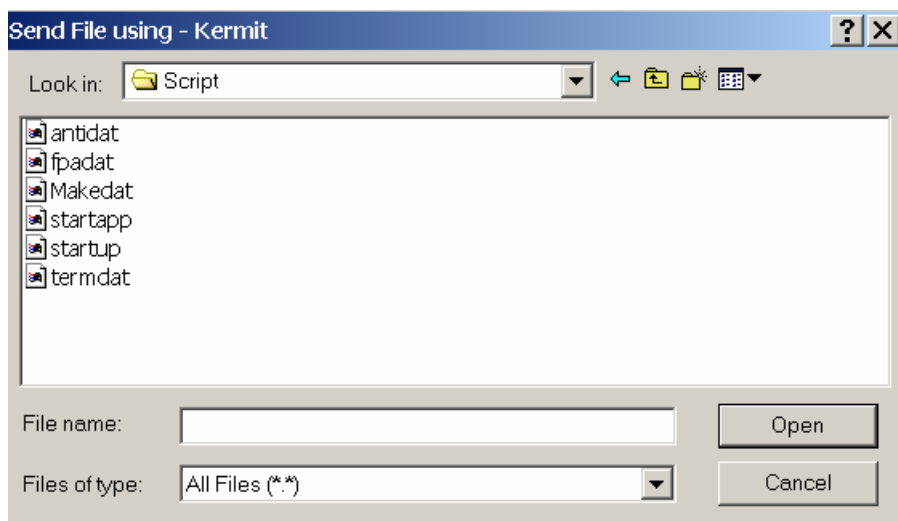 Send File using - Kermit
Look in: Script
antidat
fpadat
Makedat
startapp
startup
termdat
File name: Open
Files of type: All Files (*.*) Cancel